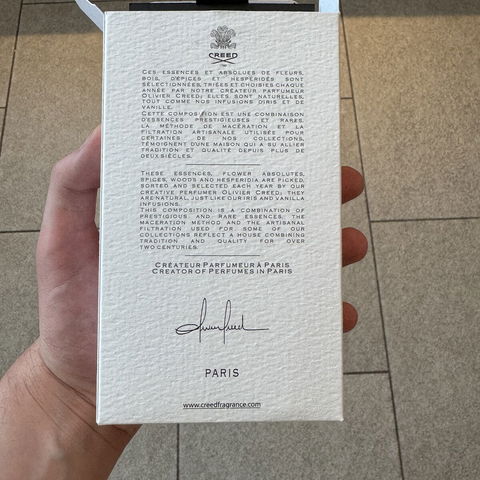 CREED
CES ESSENCES ET ABSOLUES DE FLEURS,
BOIS, D'ÉPICES ET HESPÉRIDÉS SONT
SÉLECTIONNÉES, TRIÉES ET CHOISIES CHAQUE
ANNÉE PAR NOTRE CRÉATEUR, PARFUMEUR
OLIVIER CREED; ELLES SONT NATURELLES,
TOUT COMME NOS INFUSIONS D'IRIS ET DE
VANILLE.
CETTE COMPOSITION EST UNE COMBINAISON
D'ESSENCES PRESTIGIEUSES ET RARES.
LA MÉTHODE DE MACÉRATION ET LA
FILTRATION ARTISANALE UTILISÉE POUR
CERTAINES DE NOS COLLECTIONS,
TÉMOIGNENT D'UNE MAISON QUI A SU ALLIER
TRADITION ET QUALITÉ DEPUIS PLUS DE
DEUX SIÈCLES.
THESE ESSENCES, FLOWER ABSOLUTES,
SPICES, WOODS AND HESPERIDIA ARE PICKED,
SORTED AND SELECTED EACH YEAR BY OUR
CREATIVE PERFUMER OLIVIER CREED; THEY
ARE NATURAL, JUST LIKE OUR IRIS AND VANILLA
INFUSIONS.
THIS COMPOSITION IS A COMBINATION OF
PRESTIGIOUS AND RARE ESSENCES, THE
MACERATION METHOD AND THE ARTISANAL
FILTRATION USED FOR SOME OF OUR
COLLECTIONS REFLECT A HOUSE COMBINING
TRADITION AND QUALITY FOR OVER
TWO CENTURIES.
CRÉATEUR PARFUMEUR À PARIS
CREATOR OF PERFUMES IN PARIS
PARIS
www.creedfragrance.com